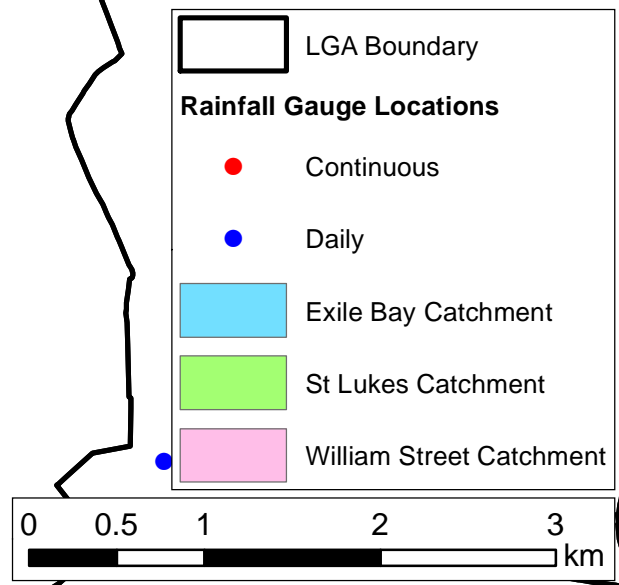 LGA Boundary
Rainfall Gauge Locations
Continuous
Daily
Exile Bay Catchment
St Lukes Catchment
William Street Catchment
0 0.5 1 2 3
km